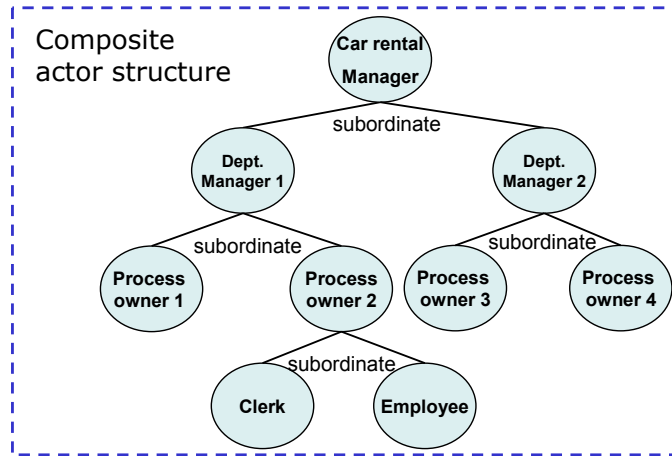 Composite
actor structure
Car rental
Manager
subordinate
Dept.
Manager 1
Dept.
Manager 2
subordinate
subordinate
Process
owner 1
Process
owner 2
Process
owner 3
Process
owner 4
subordinate
Clerk
Employee